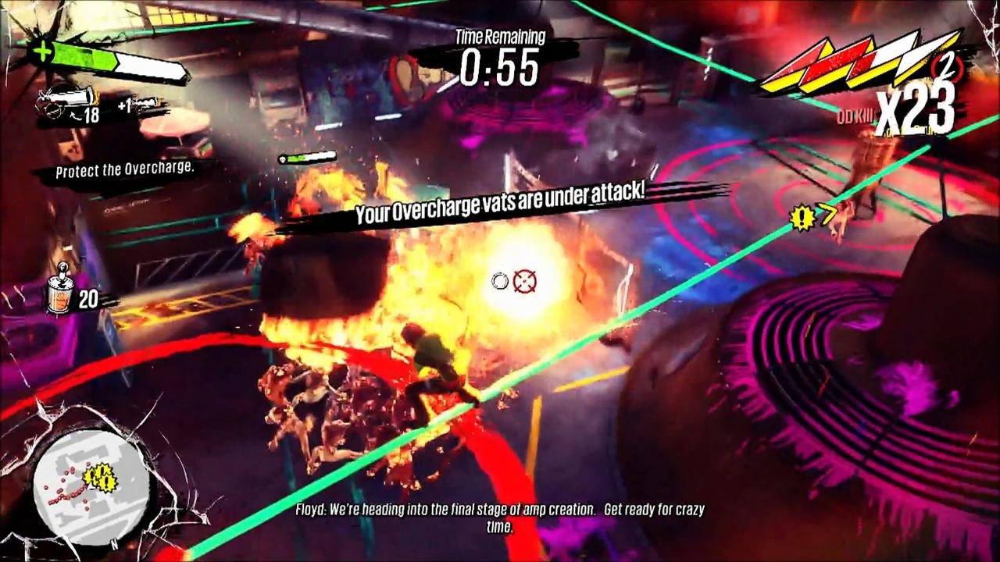 Time Remaining
0:55
2
X23
18
+1
OD KIll
Protect the Overcharge.
Your Overcharge vats are under attack!
20
Floyd: We're heading into the final stage of amp creation. Get ready for crazy
time.
N